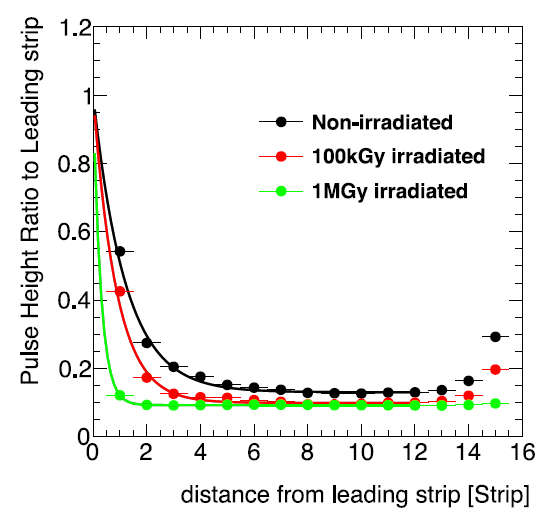 1.2
1
0.8
0.6
0.4
0.2
0
Pulse Height Ratio to Leading strip
Non-irradiated
100kGy irradiated
1MGy irradiated
0 2 4 6 8 10 12 14 16
distance from leading strip [Strip]